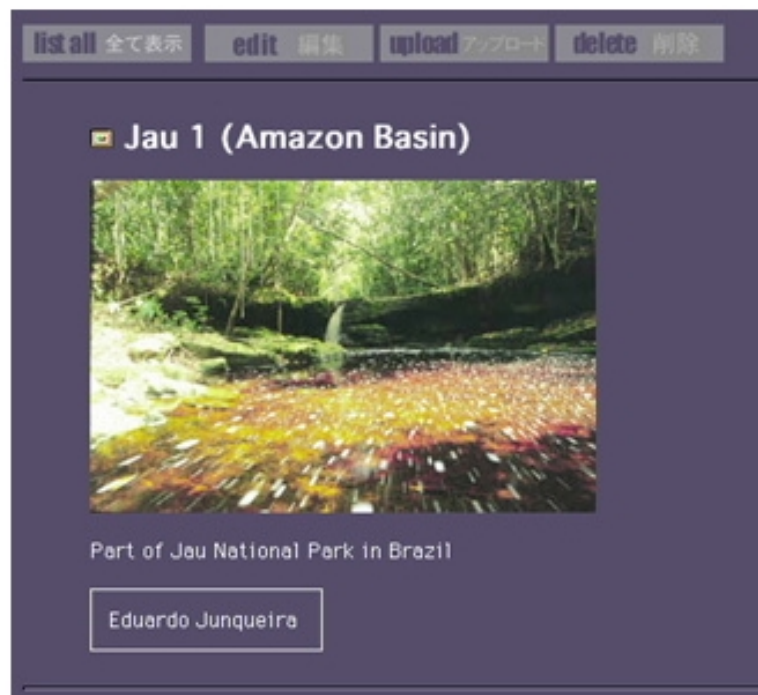 list all 全て表示 edit 編集 upload アップロード delete 削除
Jau 1 (Amazon Basin)
Part of Jau National Park in Brazil
Eduardo Junqueira